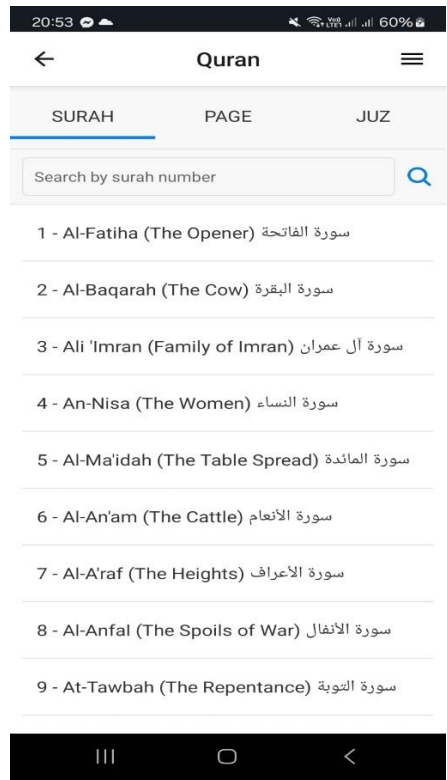 20:53 60%
Quran
SURAH PAGE JUZ
Search by surah number
1 - Al-Fatiha (The Opener) سورة الفاتحة
2 - Al-Baqarah (The Cow) سورة البقرة
3 - Ali 'Imran (Family of Imran) سورة آل عمران
4 - An-Nisa (The Women) سورة النساء
5 - Al-Ma'idah (The Table Spread) سورة المائدة
6 - Al-An'am (The Cattle) سورة الأنعام
7 - Al-A'raf (The Heights) سورة الأعراف
8 - Al-Anfal (The Spoils of War) سورة الأنفال
9 - At-Tawbah (The Repentance) سورة التوبة